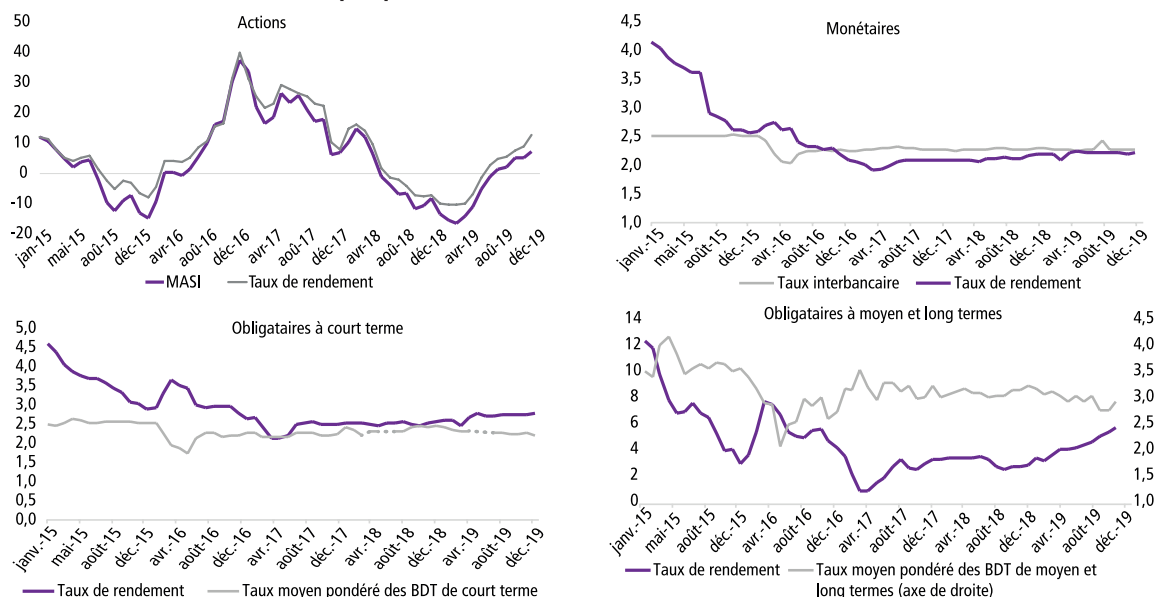 Actions
50
40
30
20
10
0
-10
-20
janv-15
mai.-15
août-15
déc.-15
avr.-16
août-16
déc.-16
avr.-17
août-17
déc.-17
avr.-18
août-18
déc.-18
avr.-19
août-19
déc.-19
MASI
Taux de rendement
Monétaires
4,5
4,0
3,5
3,0
2,5
2,0
1,5
1,0
janv.-15
mai.-15
août-15
déc.-15
avr.-16
août-16
déc.-16
avr.-17
août-17
déc.-17
avr.-18
août-18
déc.-18
avr.-19
août-19
déc.-19
Taux interbancaire
Taux de rendement
Obligataires à court terme
5,0
4,5
4,0
3,5
3,0
2,5
2,0
1,5
1,0
0,5
0,0
janv.-15
mai-15
août-15
déc.-15
avr.-16
août-16
déc.-16
avr.-17
août-17
déc.-17
avr.-18
août-18
déc.-18
avr.-19
août-19
déc.-19
Taux de rendement
Taux moyen pondéré des BDT de court terme
Obligataires à moyen et long termes
14
12
10
8
6
4
2
0
4,5
4,0
3,5
3,0
2,5
2,0
1,5
1,0
janv.-15
mai.-15
août-15
déc.-15
avr.-16
août-16
déc.-16
avr.-17
août-17
déc.-17
avr.-18
août-18
déc.-18
avr.-19
août-19
déc.-19
Taux de rendement
Taux moyen pondéré des BDT de moyen et
long termes (axe de droite)